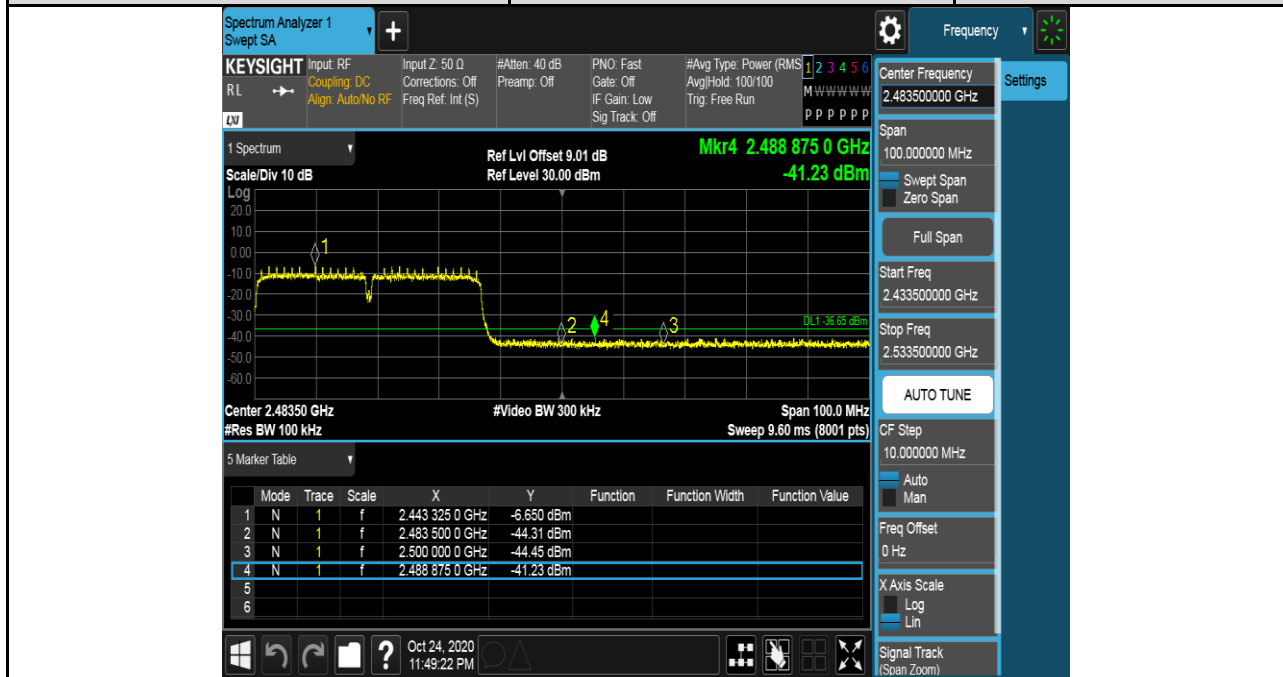 Spectrum Analyzer 1
Swept SA
Frequency
KEYSIGHT
RL
LXI
Input: RF
Coupling: DC
Align: Auto/No RF
Input Z: 50 Ω
Corrections: Off
Freq Ref: Int (S)
#Atten: 40 dB
Preamp: Off
PNO: Fast
Gate: Off
IF Gain: Low
Sig Track: Off
#Avg Type: Power (RMS
Avg|Hold: 100/100
Trig: Free Run
1 2 3 4 5 6
M W W W W W
P P P P P P
1 Spectrum
Scale/Div 10 dB
Ref Lvl Offset 9.01 dB
Ref Level 30.00 dBm
Mkr4 2.488 875 0 GHz
-41.23 dBm
Log
20.0
10.0
0.00
-10.0
-20.0
-30.0
-40.0
-50.0
-60.0
1
2
4
3
DL1 -36.65 dBm
Center 2.48350 GHz
#Video BW 300 kHz
Span 100.0 MHz
#Res BW 100 kHz
Sweep 9.60 ms (8001 pts)
5 Marker Table
Mode Trace Scale X Y Function Function Width Function Value
1 N 1 f 2.443 325 0 GHz -6.650 dBm
2 N 1 f 2.483 500 0 GHz -44.31 dBm
3 N 1 f 2.500 000 0 GHz -44.45 dBm
4 N 1 f 2.488 875 0 GHz -41.23 dBm
5
6
?
Oct 24, 2020
11:49:22 PM
Center Frequency
2.483500000 GHz
Settings
Span
100.000000 MHz
Swept Span
Zero Span
Full Span
Start Freq
2.433500000 GHz
Stop Freq
2.533500000 GHz
AUTO TUNE
CF Step
10.000000 MHz
Auto
Man
Freq Offset
0 Hz
X Axis Scale
Log
Lin
Signal Track
(Span Zoom)